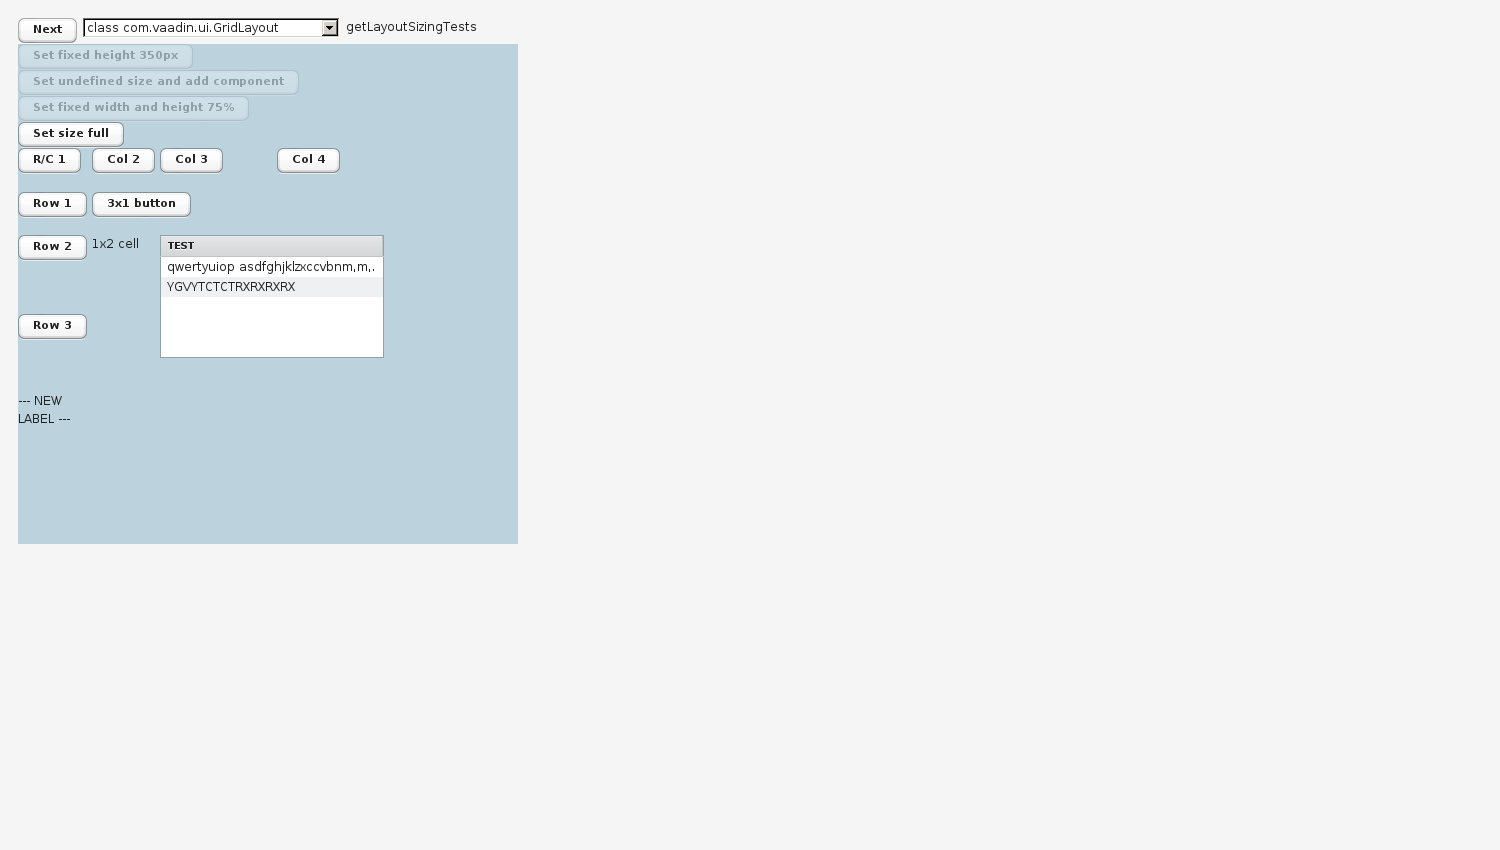 Next
class com.vaadin.ui.GridLayout
getLayoutSizingTests
Set fixed height 350px
Set undefined size and add component
Set fixed width and height 75%
Set size full
R/C 1 Col 2 Col 3 Col 4
Row 1 3x1 button
Row 2 1x2 cell TEST
qwertyuiop asdfghjklzxccvbnm,m,.
YGVYTCTCTRXRXRXRX
Row 3
--- NEW
LABEL ---